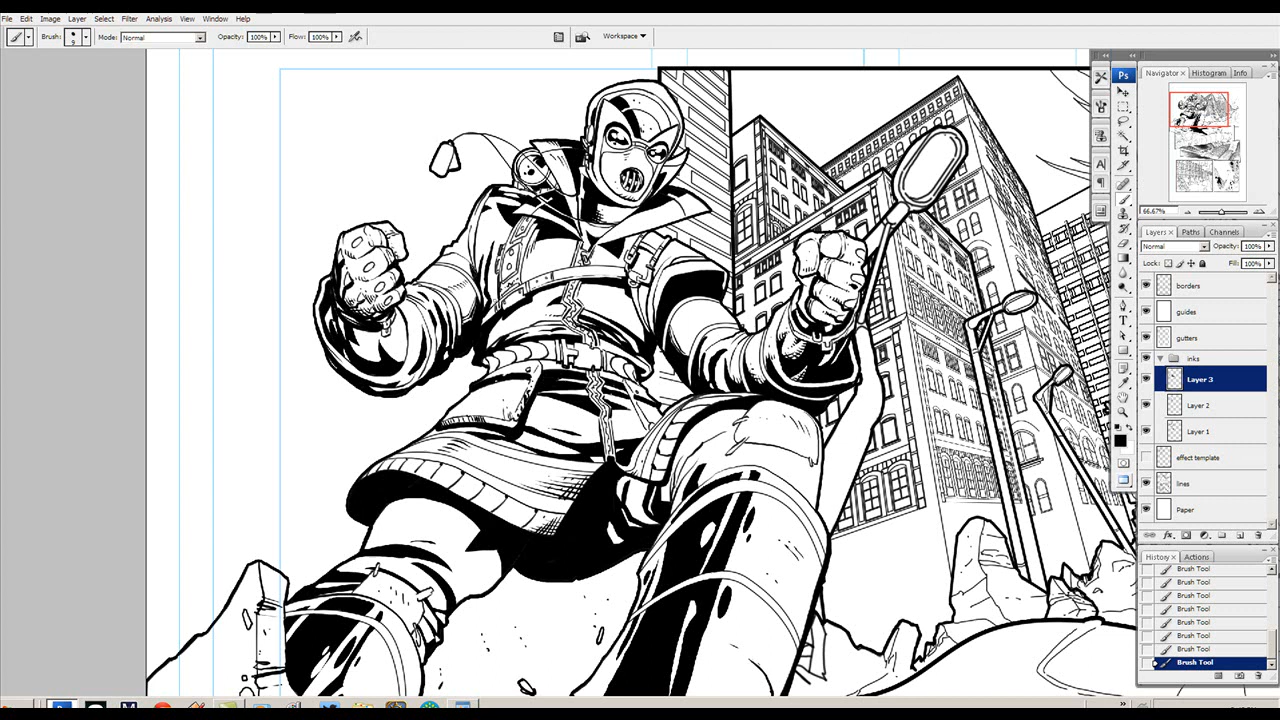 File Edit Image Layer Select Filter Analysis View Window Help
Brush: 9 Mode: Normal Opacity: 100% Flow: 100% Workspace
Ps
Navigator × Histogram Info
66.67%
Layers × Paths Channels
Normal Opacity: 100%
Lock: Fill: 100%
borders
guides
gutters
inks
Layer 3
Layer 2
Layer 1
effect template
lines
Paper
fx
History × Actions
Brush Tool
Brush Tool
Brush Tool
Brush Tool
Brush Tool
Brush Tool
Brush Tool
Brush Tool